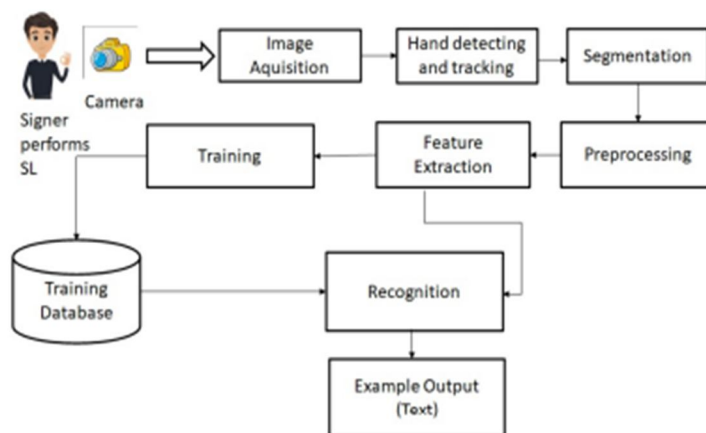 Signer
performs
SL
Camera
Image
Aquisition
Hand detecting
and tracking
Segmentation
Preprocessing
Feature
Extraction
Training
Training
Database
Recognition
Example Output
(Text)